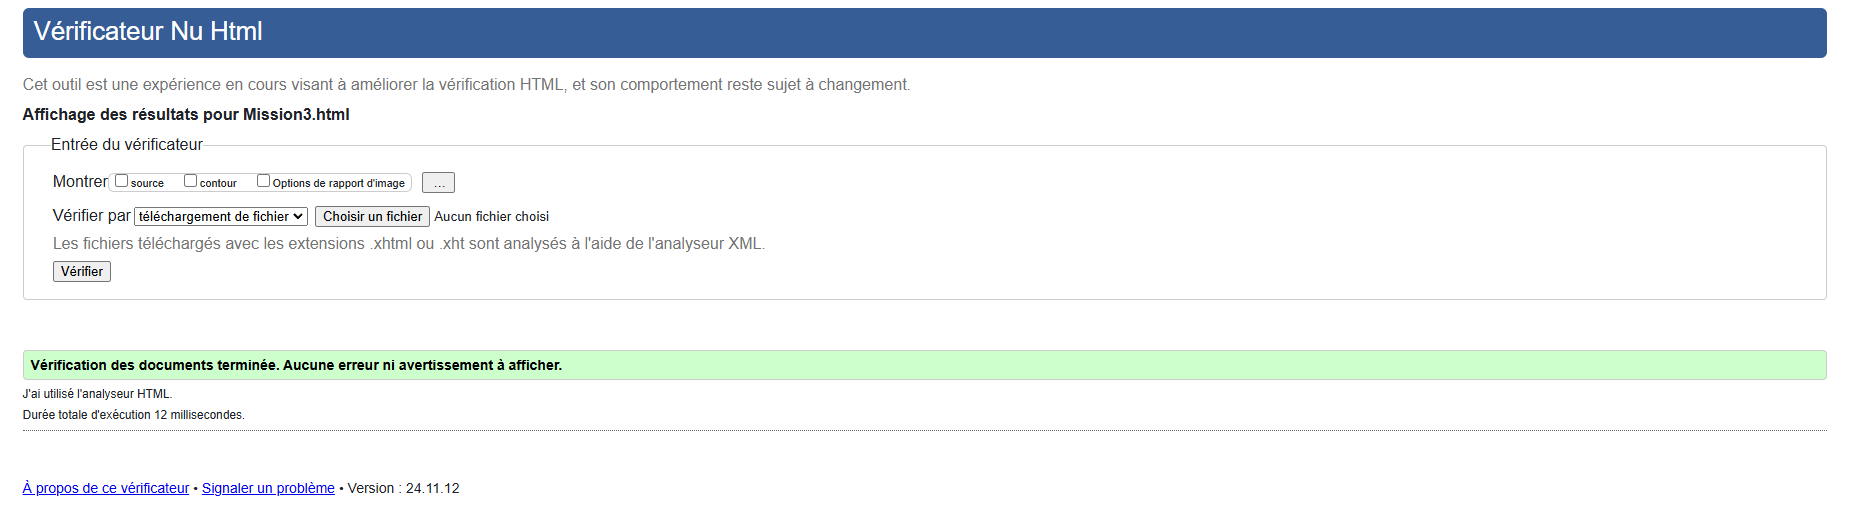 Vérificateur Nu Html
Cet outil est une expérience en cours visant à améliorer la vérification HTML, et son comportement reste sujet à changement.
Affichage des résultats pour Mission3.html
Entrée du vérificateur
Montrer source contour Options de rapport d'image ...
Vérifier par téléchargement de fichier Choisir un fichier Aucun fichier choisi
Les fichiers téléchargés avec les extensions .xhtml ou .xht sont analysés à l'aide de l'analyseur XML.
Vérifier
Vérification des documents terminée. Aucune erreur ni avertissement à afficher.
J'ai utilisé l'analyseur HTML.
Durée totale d'exécution 12 millisecondes.
À propos de ce vérificateur • Signaler un problème • Version : 24.11.12